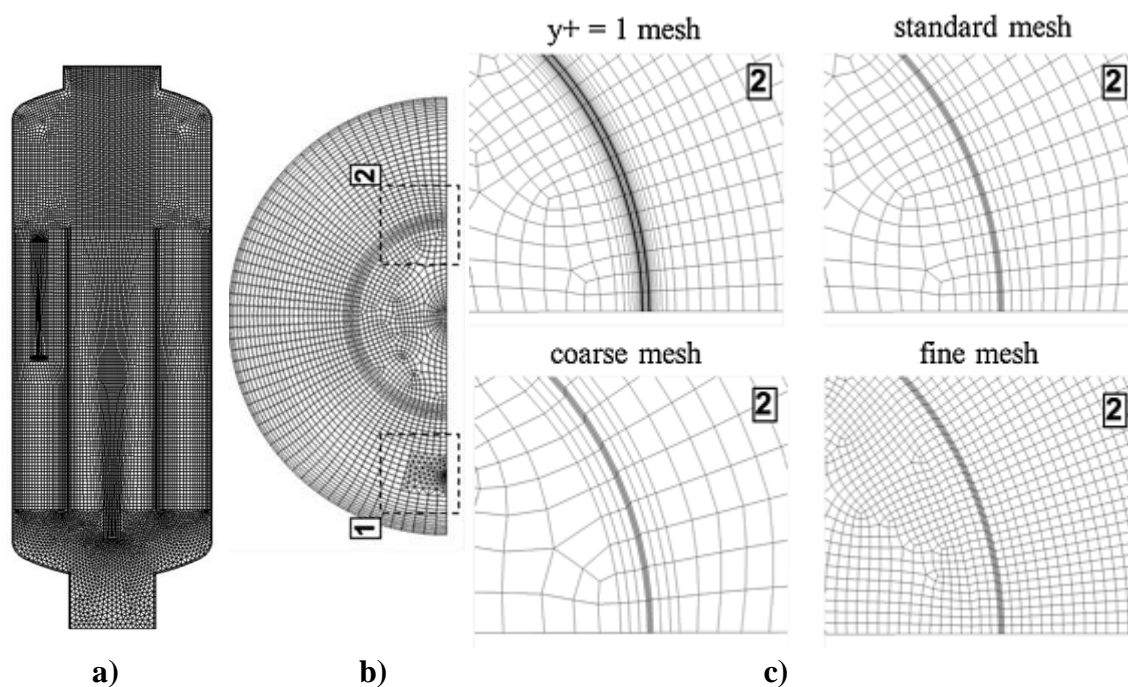 y+ = 1 mesh
standard mesh
2
2
2
1
coarse mesh
fine mesh
2
2
a)
b)
c)